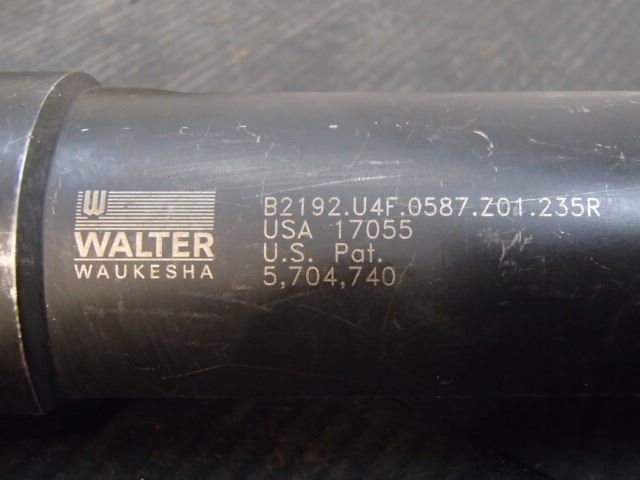 W
WALTER
WAUKESHA
B2192.U4F.0587.Z01.235R
USA 17055
U.S. Pat.
5,704,740